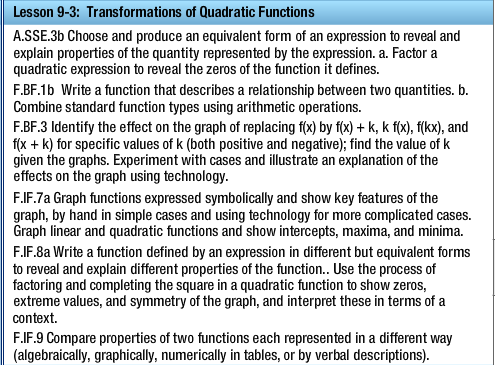 Lesson 9-3: Transformations of Quadratic Functions
A.SSE.3b Choose and produce an equivalent form of an expression to reveal and
explain properties of the quantity represented by the expression. a. Factor a
quadratic expression to reveal the zeros of the function it defines.
F.BF.1b Write a function that describes a relationship between two quantities. b.
Combine standard function types using arithmetic operations.
F.BF.3 Identify the effect on the graph of replacing f(x) by f(x) + k, k f(x), f(kx), and
f(x + k) for specific values of k (both positive and negative); find the value of k
given the graphs. Experiment with cases and illustrate an explanation of the
effects on the graph using technology.
F.IF.7a Graph functions expressed symbolically and show key features of the
graph, by hand in simple cases and using technology for more complicated cases.
Graph linear and quadratic functions and show intercepts, maxima, and minima.
F.IF.8a Write a function defined by an expression in different but equivalent forms
to reveal and explain different properties of the function.. Use the process of
factoring and completing the square in a quadratic function to show zeros,
extreme values, and symmetry of the graph, and interpret these in terms of a
context.
F.IF.9 Compare properties of two functions each represented in a different way
(algebraically, graphically, numerically in tables, or by verbal descriptions).